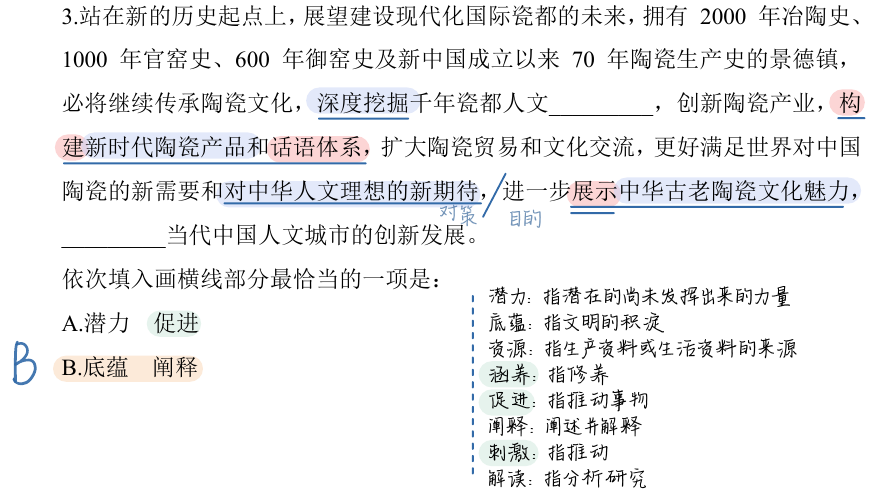 3.站在新的历史起点上，展望建设现代化国际瓷都的未来，拥有 2000 年冶陶史、
1000 年官窑史、600 年御窑史及新中国成立以来 70 年陶瓷生产史的景德镇，
必将继续传承陶瓷文化，深度挖掘千年瓷都人文_________，创新陶瓷产业，构
建新时代陶瓷产品和话语体系，扩大陶瓷贸易和文化交流，更好满足世界对中国
陶瓷的新需要和对中华人文理想的新期待，进一步展示中华古老陶瓷文化魅力，
对策 目的
_________当代中国人文城市的创新发展。
依次填入画横线部分最恰当的一项是：
A.潜力 促进
B.底蕴 阐释
B
潜力：指潜在的尚未发挥出来的力量
底蕴：指文明的积淀
资源：指生产资料或生活资料的来源
涵养：指修养
促进：指推动事物
阐释：阐述并解释
刺激：指推动
解读：指分析研究